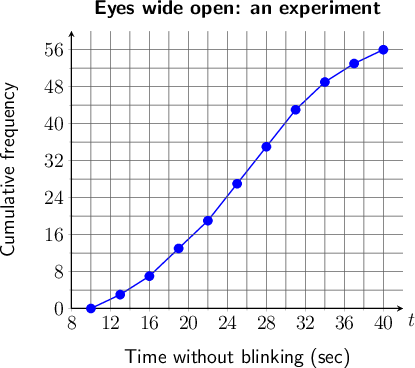 Eyes wide open: an experiment
Cumulative frequency
56
48
40
32
24
16
8
0
8 12 16 20 24 28 32 36 40 t
Time without blinking (sec)